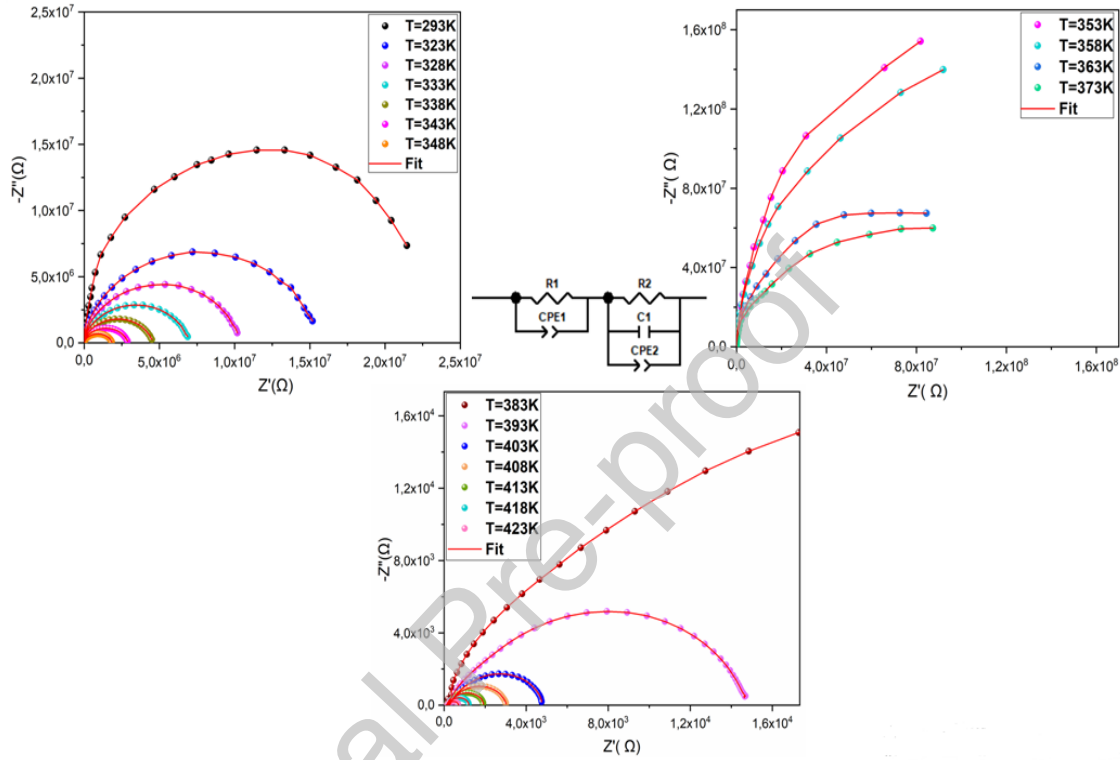 2,5x10⁷
2,0x10⁷
1,5x10⁷
1,0x10⁷
5,0x10⁶
0,0
-Z''(Ω)
T=293K
T=323K
T=328K
T=333K
T=338K
T=343K
T=348K
Fit
0,0
5,0x10⁶
1,0x10⁷
1,5x10⁷
2,0x10⁷
2,5x10⁷
Z'(Ω)
R1
CPE1
R2
C1
CPE2
1,6x10⁸
1,2x10⁸
8,0x10⁷
4,0x10⁷
0,0
-Z''( Ω)
T=353K
T=358K
T=363K
T=373K
Fit
0,0
4,0x10⁷
8,0x10⁷
1,2x10⁸
1,6x10⁸
Z'( Ω)
1,6x10⁴
1,2x10⁴
8,0x10³
4,0x10³
0,0
-Z''(Ω)
T=383K
T=393K
T=403K
T=408K
T=413K
T=418K
T=423K
Fit
0,0
4,0x10³
8,0x10³
1,2x10⁴
1,6x10⁴
Z'( Ω)
al Pre-proof